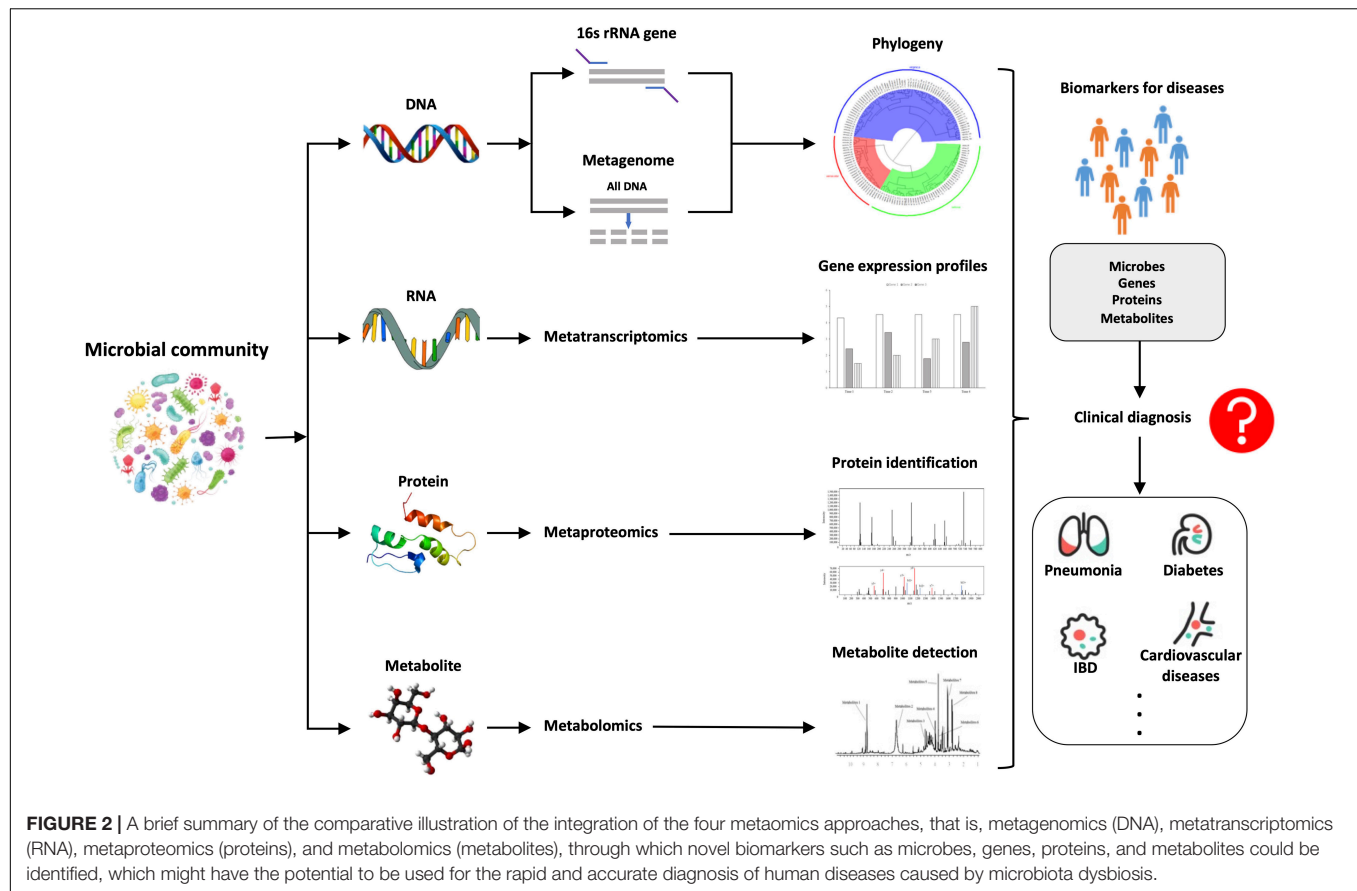 16s rRNA gene
Phylogeny
DNA
Biomarkers for diseases
Metagenome
All DNA
Gene expression profiles
Microbes
Genes
Proteins
Metabolites
RNA
Metatranscriptomics
Microbial community
Clinical diagnosis
?
Protein identification
Protein
Metaproteomics
Pneumonia
Diabetes
Metabolite detection
Metabolite
IBD
Cardiovascular
diseases
Metabolomics
FIGURE 2 | A brief summary of the comparative illustration of the integration of the four metaomics approaches, that is, metagenomics (DNA), metatranscriptomics
(RNA), metaproteomics (proteins), and metabolomics (metabolites), through which novel biomarkers such as microbes, genes, proteins, and metabolites could be
identified, which might have the potential to be used for the rapid and accurate diagnosis of human diseases caused by microbiota dysbiosis.